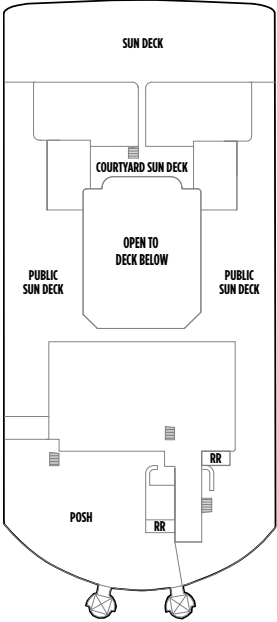 SUN DECK
COURTYARD SUN DECK
OPEN TO
DECK BELOW
PUBLIC
SUN DECK
PUBLIC
SUN DECK
RR
POSH
RR